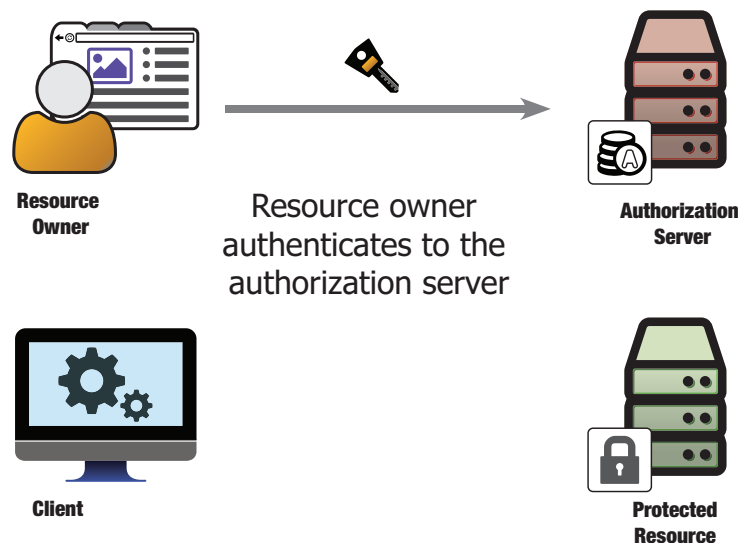 Resource
Owner
Resource owner
authenticates to the
authorization server
A
Authorization
Server
Client
Protected
Resource